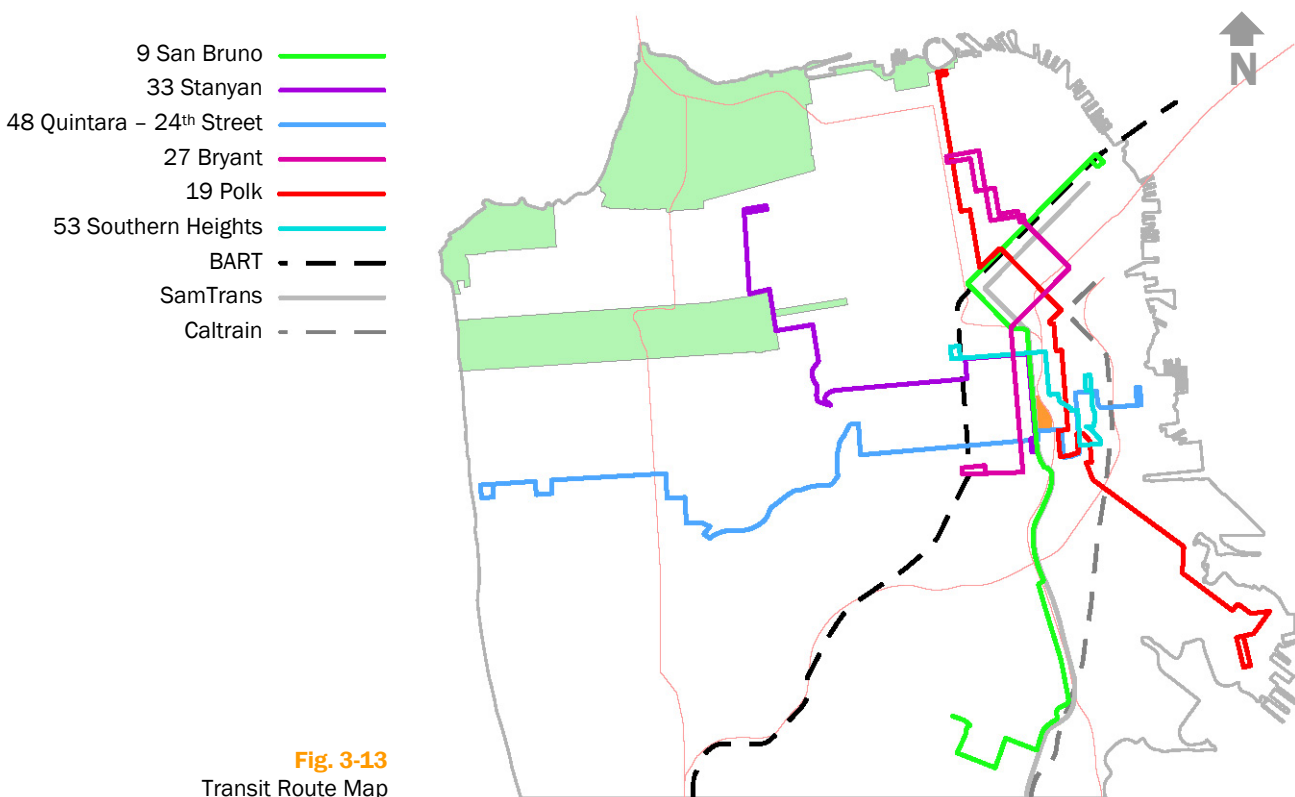 9 San Bruno
33 Stanyan
48 Quintara – 24th Street
27 Bryant
19 Polk
53 Southern Heights
BART
SamTrans
Caltrain
N
Fig. 3-13
Transit Route Map